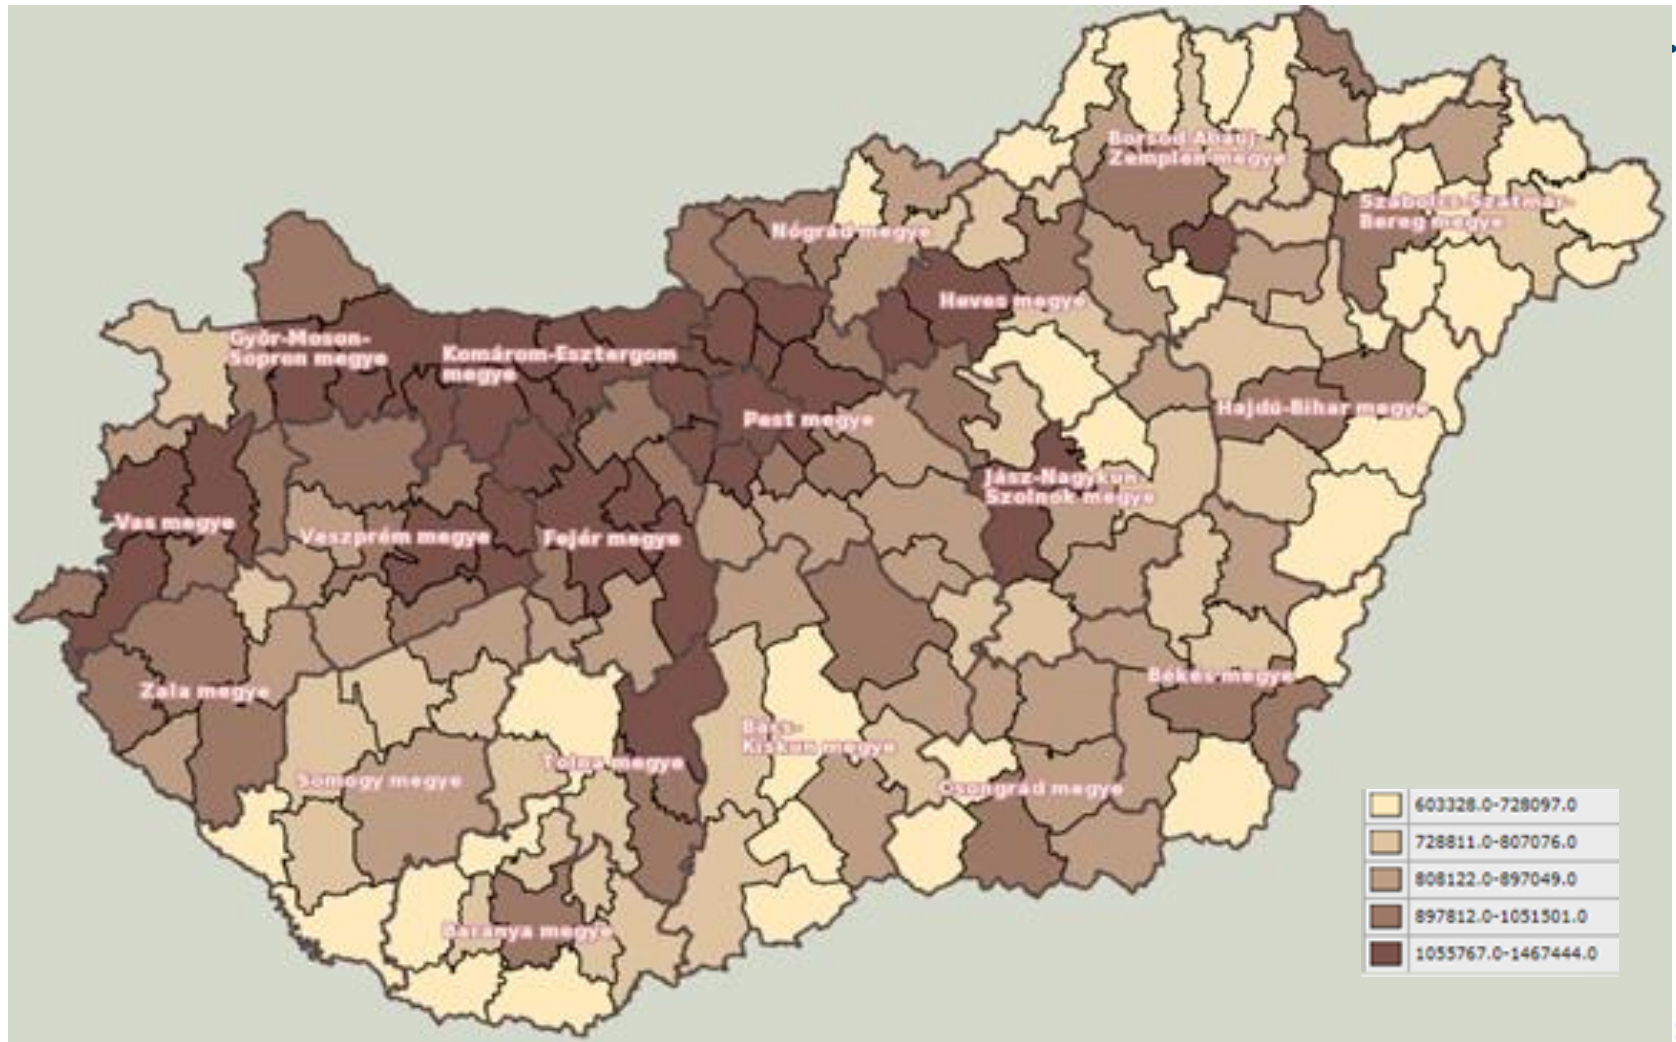 Borsod-Abaúj-
Zemplén megye
Szabolcs-Szatmár-
Bereg megye
Nógrád megye
Heves megye
Győr-Moson-
Sopron megye
Komárom-Esztergom
megye
Pest megye
Hajdú-Bihar megye
Jász-Nagykun-
Szolnok megye
Vas megye
Veszprém megye
Fejér megye
Békés megye
Zala megye
Bács-
Kiskun megye
Tolna megye
Somogy megye
Csongrád megye
Baranya megye
603328.0-728097.0
728811.0-807076.0
808122.0-897049.0
897812.0-1051501.0
1055767.0-1467444.0